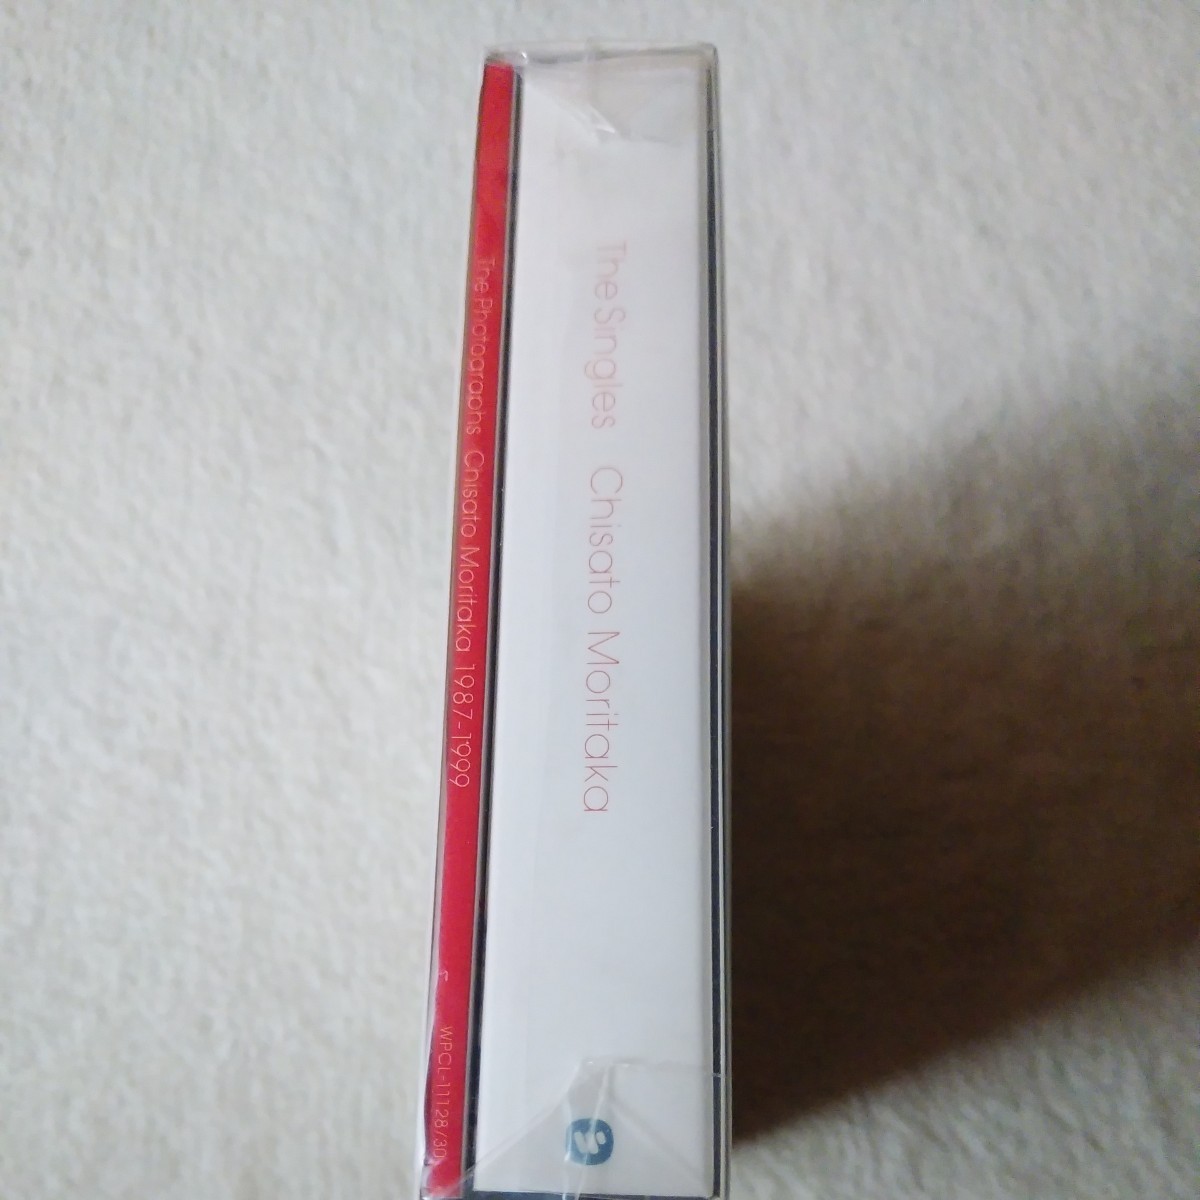 The Singles Chisato Moritaka
The Photographs Chisato Moritaka 1987-1999
WPCL-11128/30